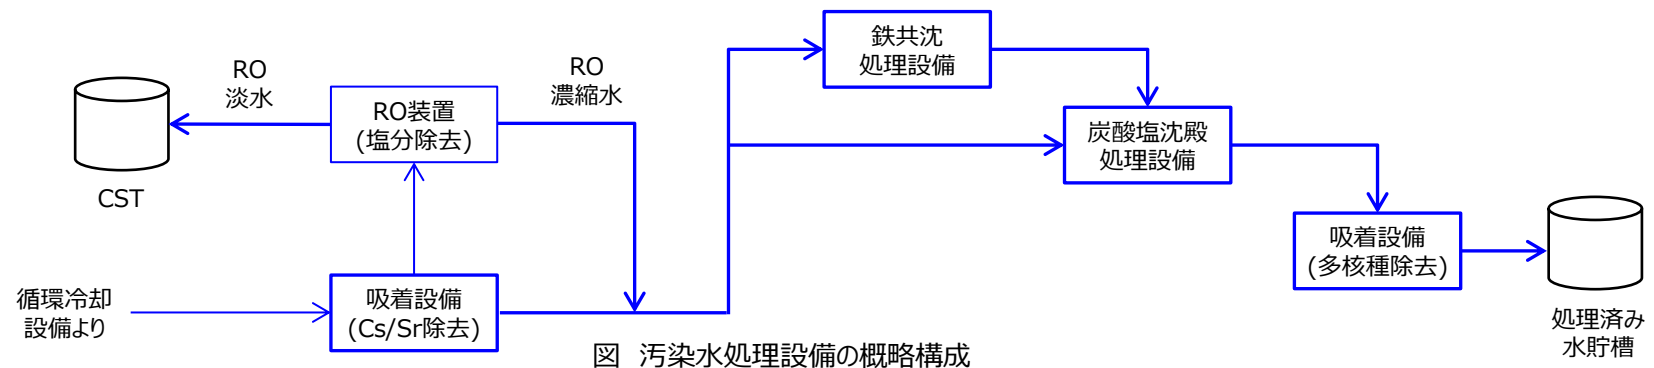 鉄共沈
処理設備
RO
淡水
RO
濃縮水
RO装置
(塩分除去)
炭酸塩沈殿
処理設備
CST
吸着設備
(多核種除去)
循環冷却
設備より
吸着設備
(Cs/Sr除去)
処理済み
水貯槽
図 汚染水処理設備の概略構成